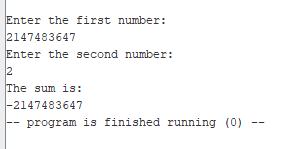 Enter the first number:
2147483647
Enter the second number:
2
The sum is:
-2147483647
-- program is finished running (0) --